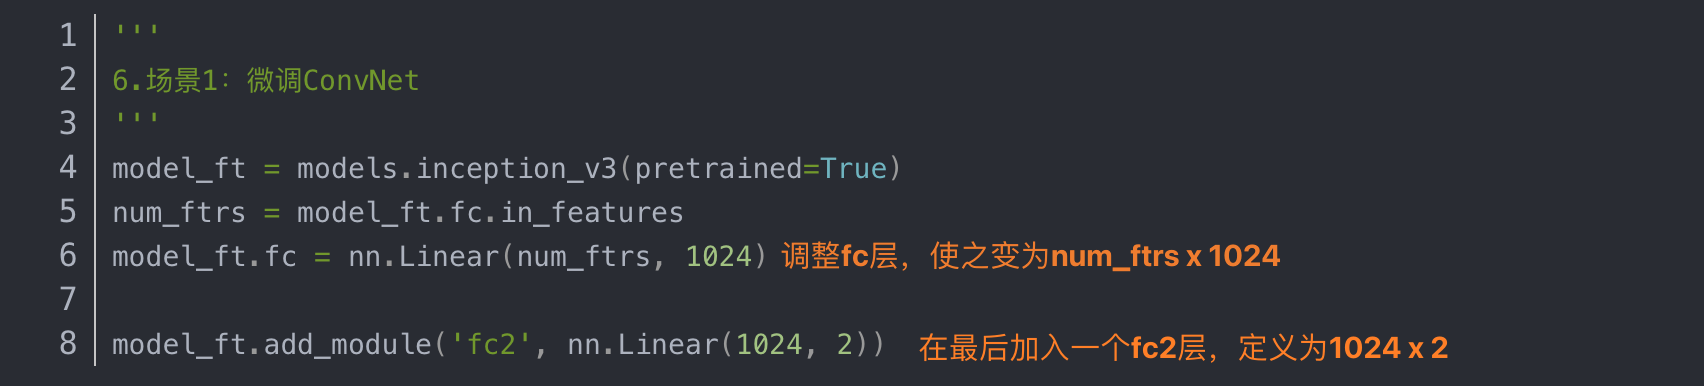 1 '''
2 6.场景1：微调ConvNet
3 '''
4 model_ft = models.inception_v3(pretrained=True)
5 num_ftrs = model_ft.fc.in_features
6 model_ft.fc = nn.Linear(num_ftrs, 1024) 调整fc层，使之变为num_ftrs x 1024
7
8 model_ft.add_module('fc2', nn.Linear(1024, 2)) 在最后加入一个fc2层，定义为1024 x 2